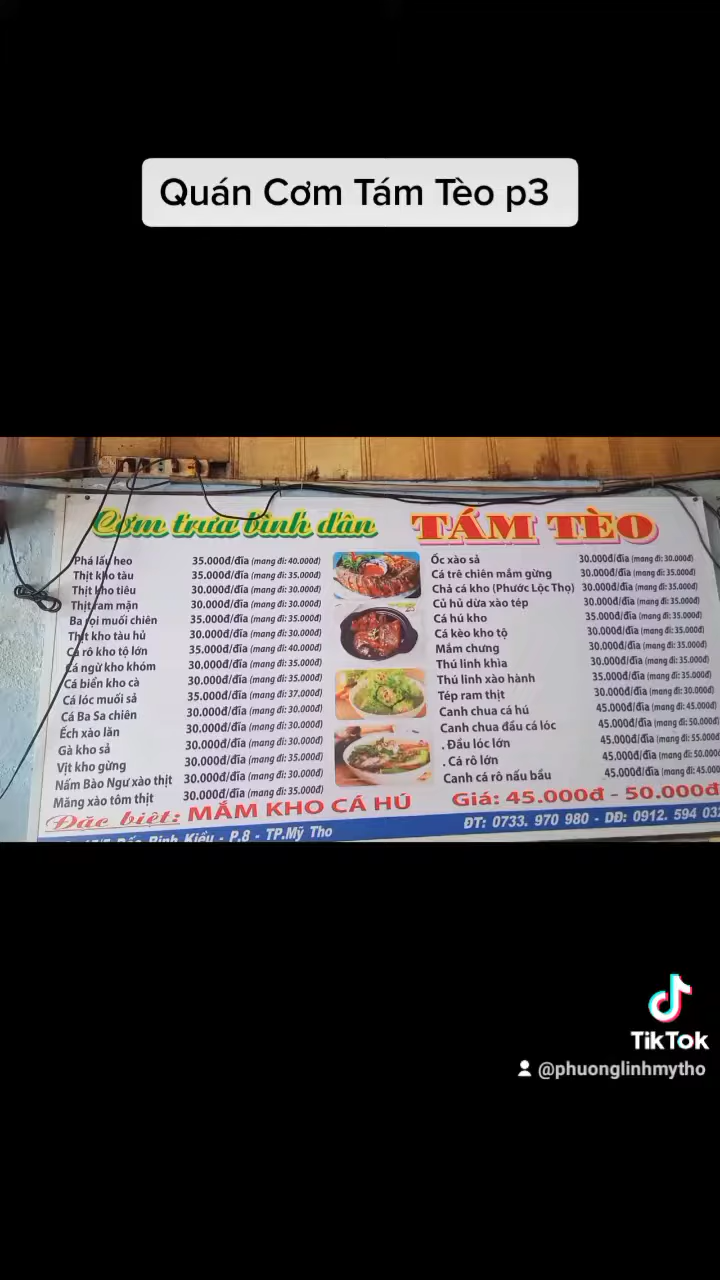 Quán Cơm Tám Tèo p3
Cơm trưa bình dân TÁM TÈO
Phá lấu heo 35.000đ/đĩa (mang đi: 40.000đ)
Thịt kho tàu 35.000đ/đĩa (mang đi: 35.000đ)
Thịt kho tiêu 30.000đ/đĩa (mang đi: 35.000đ)
Thịt ram mặn 30.000đ/đĩa (mang đi: 30.000đ)
Ba rọi muối chiên 35.000đ/đĩa (mang đi: 35.000đ)
Thịt kho tàu hủ 30.000đ/đĩa (mang đi: 30.000đ)
Cá rô kho tộ lớn 35.000đ/đĩa (mang đi: 40.000đ)
Cá ngừ kho khóm 30.000đ/đĩa (mang đi: 35.000đ)
Cá biển kho cà 30.000đ/đĩa (mang đi: 35.000đ)
Cá lóc muối sả 35.000đ/đĩa (mang đi: 37.000đ)
Cá Ba Sa chiên 30.000đ/đĩa (mang đi: 30.000đ)
Ếch xào lăn 30.000đ/đĩa (mang đi: 30.000đ)
Gà kho sả 30.000đ/đĩa (mang đi: 30.000đ)
Vịt kho gừng 30.000đ/đĩa (mang đi: 35.000đ)
Nấm Bào Ngư xào thịt 30.000đ/đĩa (mang đi: 30.000đ)
Măng xào tôm thịt 30.000đ/đĩa (mang đi: 35.000đ)
Ốc xào sả 30.000đ/đĩa (mang đi: 30.000đ)
Cá trê chiên mắm gừng 30.000đ/đĩa (mang đi: 35.000đ)
Chả cá kho (Phước Lộc Thọ) 30.000đ/đĩa (mang đi: 35.000đ)
Củ hủ dừa xào tép 30.000đ/đĩa (mang đi: 35.000đ)
Cá hú kho 35.000đ/đĩa (mang đi: 35.000đ)
Cá kèo kho tộ 30.000đ/đĩa (mang đi: 35.000đ)
Mắm chưng 30.000đ/đĩa (mang đi: 35.000đ)
Thú linh khìa 30.000đ/đĩa (mang đi: 35.000đ)
Thú linh xào hành 35.000đ/đĩa (mang đi: 35.000đ)
Tép ram thịt 30.000đ/đĩa (mang đi: 30.000đ)
Canh chua cá hú 45.000đ/đĩa (mang đi: 45.000đ)
Canh chua đầu cá lóc 45.000đ/đĩa (mang đi: 50.000đ)
. Đầu lóc lớn 45.000đ/đĩa (mang đi: 55.000đ
. Cá rô lớn 45.000đ/đĩa (mang đi: 50.000
Canh cá rô nấu bầu 45.000đ/đĩa (mang đi: 45.000
Đặc biệt: MẮM KHO CÁ HÚ Giá: 45.000đ - 50.000đ
Bình Kiều - P.8 - TP.Mỹ Tho
ĐT: 0733. 970 980 - DĐ: 0912. 594 03
TikTok
@phuonglinhmytho